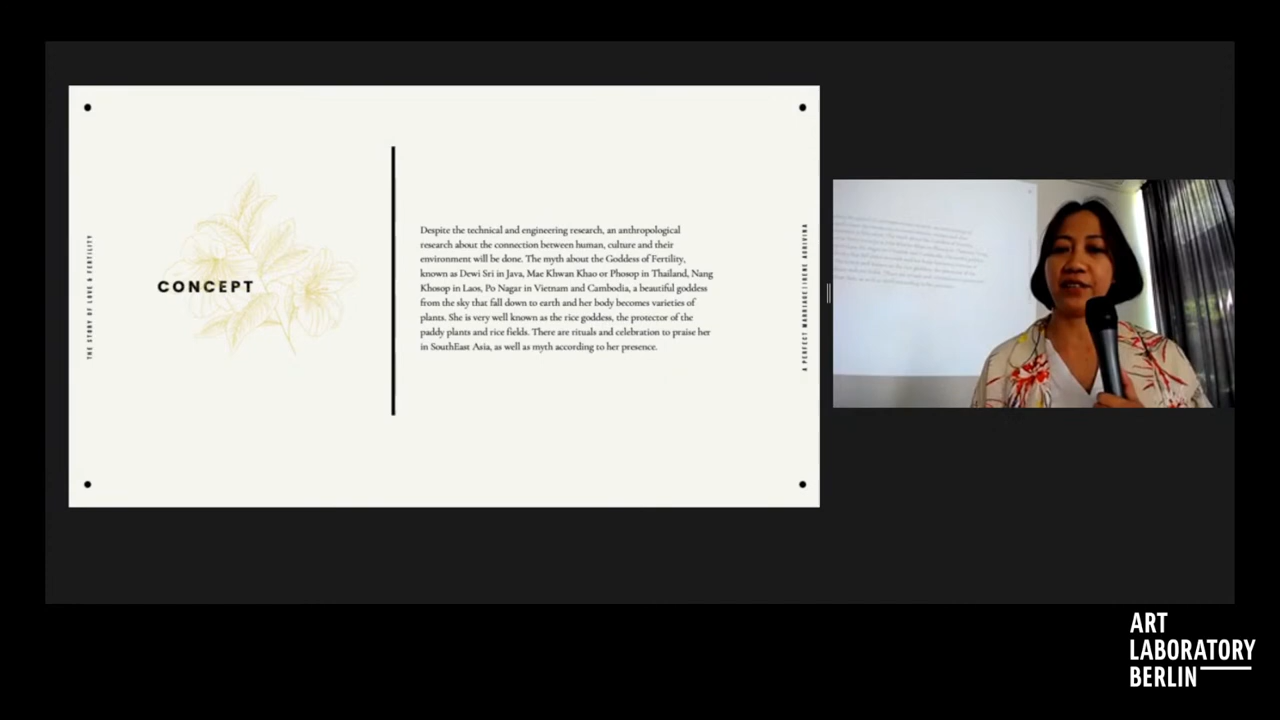 THE STORY OF LOVE & FERTILITY
CONCEPT
Despite the technical and engineering research, an anthropological
research about the connection between human, culture and their
environment will be done. The myth about the Goddess of Fertility,
known as Dewi Sri in Java, Mae Khwan Khao or Phosop in Thailand, Nang
Khosop in Laos, Po Nagar in Vietnam and Cambodia, a beautiful goddess
from the sky that fall down to earth and her body becomes varieties of
plants. She is very well known as the rice goddess, the protector of the
paddy plants and rice fields. There are rituals and celebration to praise her
in SouthEast Asia, as well as myth according to her presence.
A PERFECT MARRIAGE
IRENE AGRIVINA
ART
LABORATORY
BERLIN